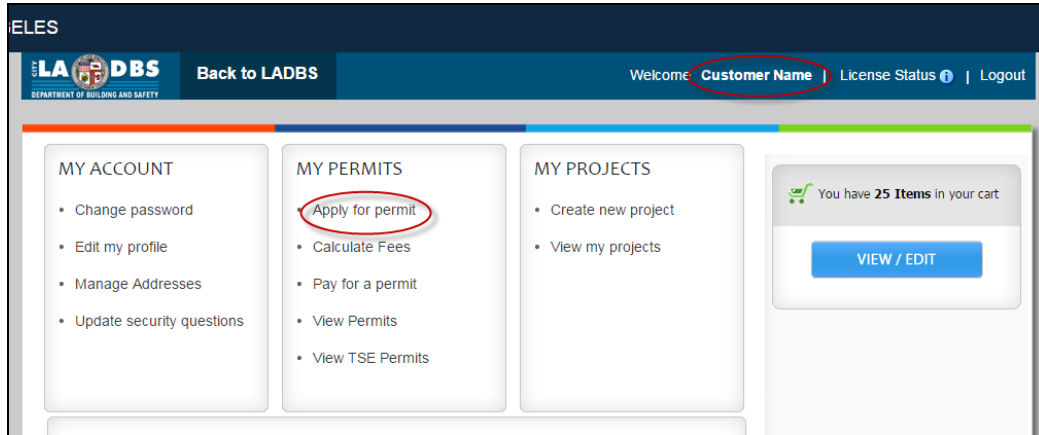 ELES
CITY OF LA DBS
DEPARTMENT OF BUILDING AND SAFETY
Back to LADBS
Welcome Customer Name | License Status | Logout
MY ACCOUNT
• Change password
• Edit my profile
• Manage Addresses
• Update security questions
MY PERMITS
• Apply for permit
• Calculate Fees
• Pay for a permit
• View Permits
• View TSE Permits
MY PROJECTS
• Create new project
• View my projects
You have 25 Items in your cart
VIEW / EDIT